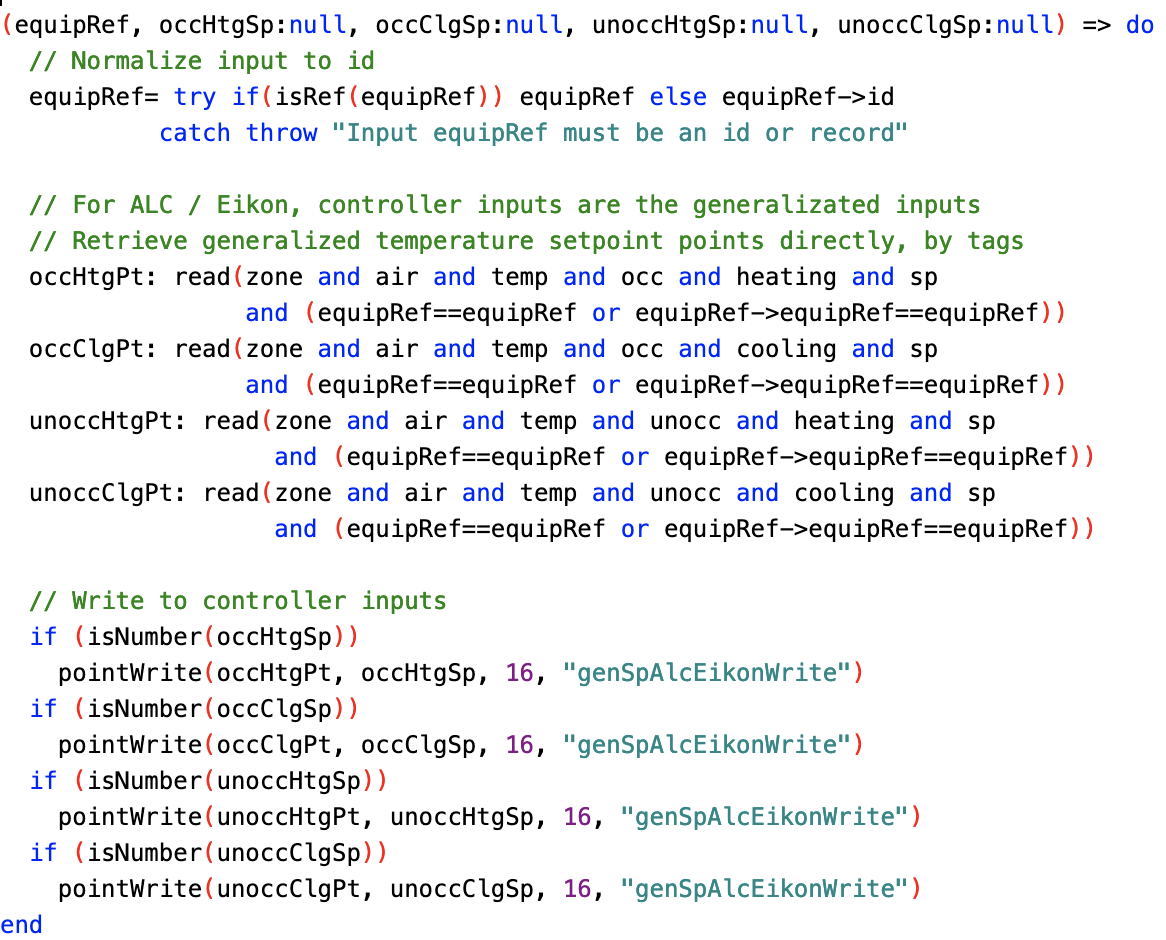 (equipRef, occHtgSp:null, occClgSp:null, unoccHtgSp:null, unoccClgSp:null) => do
  // Normalize input to id
  equipRef= try if(isRef(equipRef)) equipRef else equipRef->id
           catch throw "Input equipRef must be an id or record"

  // For ALC / Eikon, controller inputs are the generalizated inputs
  // Retrieve generalized temperature setpoint points directly, by tags
  occHtgPt: read(zone and air and temp and occ and heating and sp
                 and (equipRef==equipRef or equipRef->equipRef==equipRef))
  occClgPt: read(zone and air and temp and occ and cooling and sp
                 and (equipRef==equipRef or equipRef->equipRef==equipRef))
  unoccHtgPt: read(zone and air and temp and unocc and heating and sp
                   and (equipRef==equipRef or equipRef->equipRef==equipRef))
  unoccClgPt: read(zone and air and temp and unocc and cooling and sp
                   and (equipRef==equipRef or equipRef->equipRef==equipRef))

  // Write to controller inputs
  if (isNumber(occHtgSp))
    pointWrite(occHtgPt, occHtgSp, 16, "genSpAlcEikonWrite")
  if (isNumber(occClgSp))
    pointWrite(occClgPt, occClgSp, 16, "genSpAlcEikonWrite")
  if (isNumber(unoccHtgSp))
    pointWrite(unoccHtgPt, unoccHtgSp, 16, "genSpAlcEikonWrite")
  if (isNumber(unoccClgSp))
    pointWrite(unoccClgPt, unoccClgSp, 16, "genSpAlcEikonWrite")
end